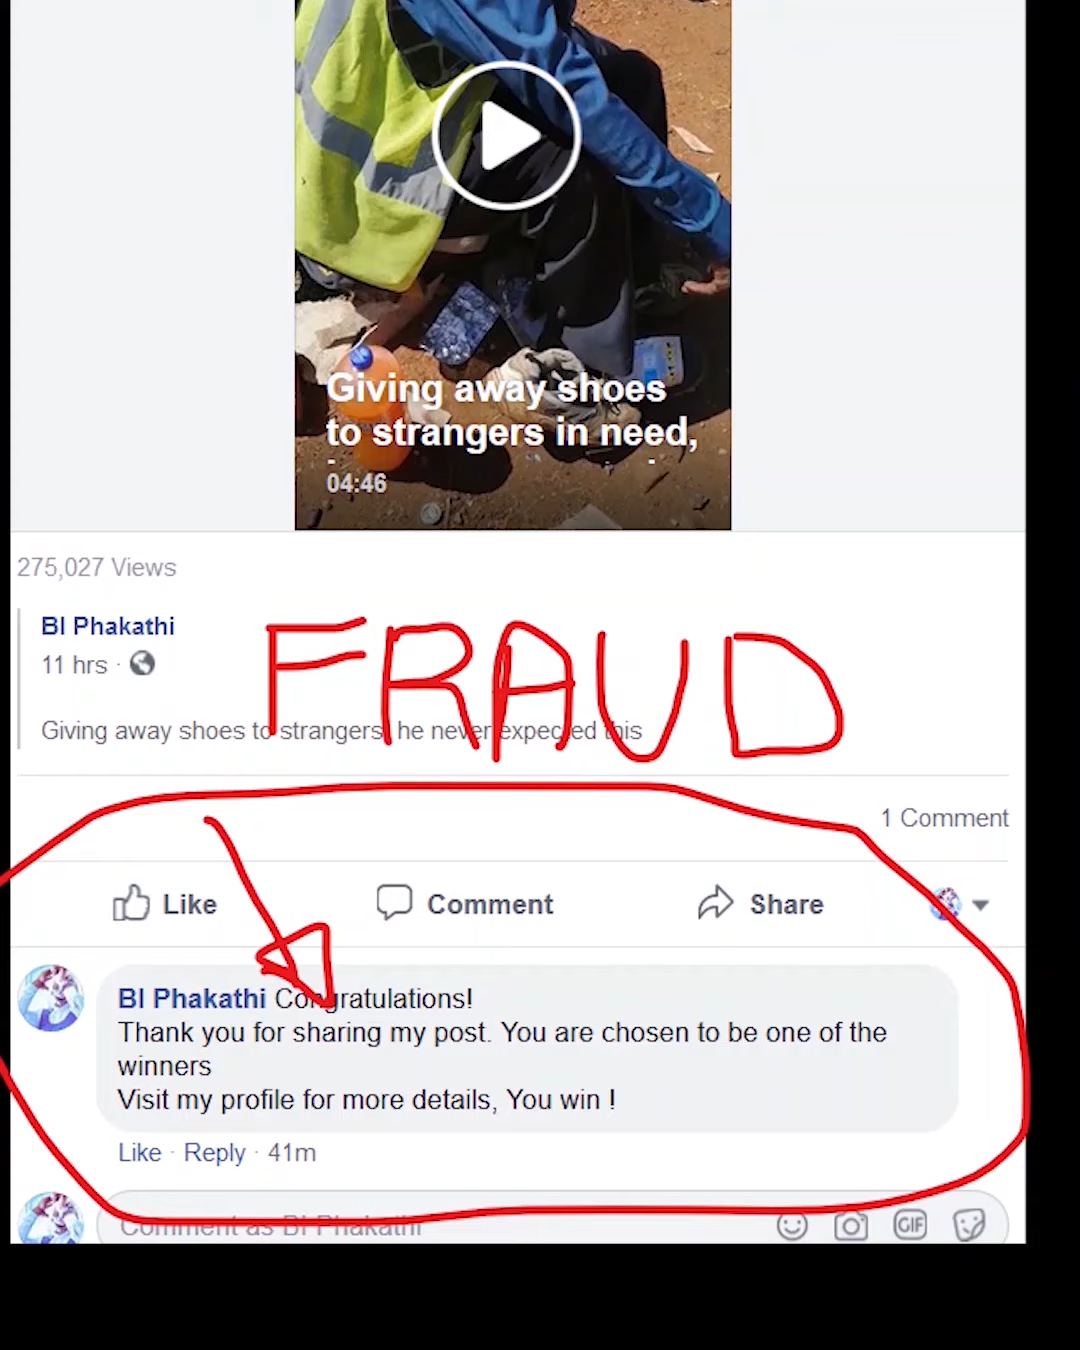 Giving away shoes
to strangers in need,
04:46
275,027 Views
BI Phakathi
11 hrs ·
FRAUD
Giving away shoes to strangers, he never expected this
1 Comment
Like Comment Share
BI Phakathi Congratulations!
Thank you for sharing my post. You are chosen to be one of the
winners
Visit my profile for more details, You win !
Like · Reply · 41m
Comment as BI Phakathi
GIF